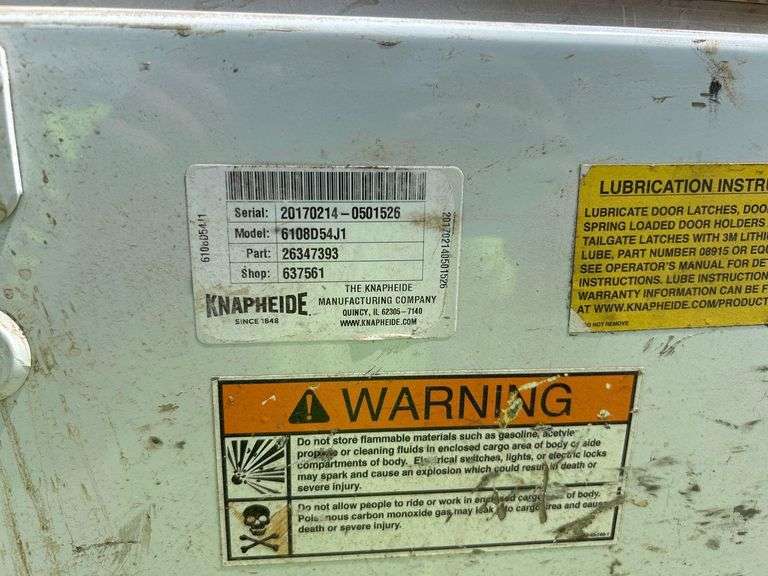 Serial: 20170214-0501526
Model: 6108D54J1
Part: 26347393
Shop: 637561
6108D54J1
201702140501526
KNAPHEIDE
SINCE 1848
THE KNAPHEIDE
MANUFACTURING COMPANY
QUINCY, IL 62305-7140
WWW.KNAPHEIDE.COM
LUBRICATION INSTRU
LUBRICATE DOOR LATCHES, DOO
SPRING LOADED DOOR HOLDERS
TAILGATE LATCHES WITH 3M LITHI
LUBE, PART NUMBER 08915 OR EQU
SEE OPERATOR'S MANUAL FOR DET
INSTRUCTIONS. LUBE INSTRUCTION
WARRANTY INFORMATION CAN BE F
AT WWW.KNAPHEIDE.COM/PRODUCT
DO NOT REMOVE
WARNING
Do not store flammable materials such as gasoline, acetyle
propane or cleaning fluids in enclosed cargo area of body or side
compartments of body. Electrical switches, lights, or electric locks
may spark and cause an explosion which could result in death or
severe injury.
Do not allow people to ride or work in enclosed cargo of body.
Poisonous carbon monoxide gas may leak to cargo area and cause
death or severe injury.